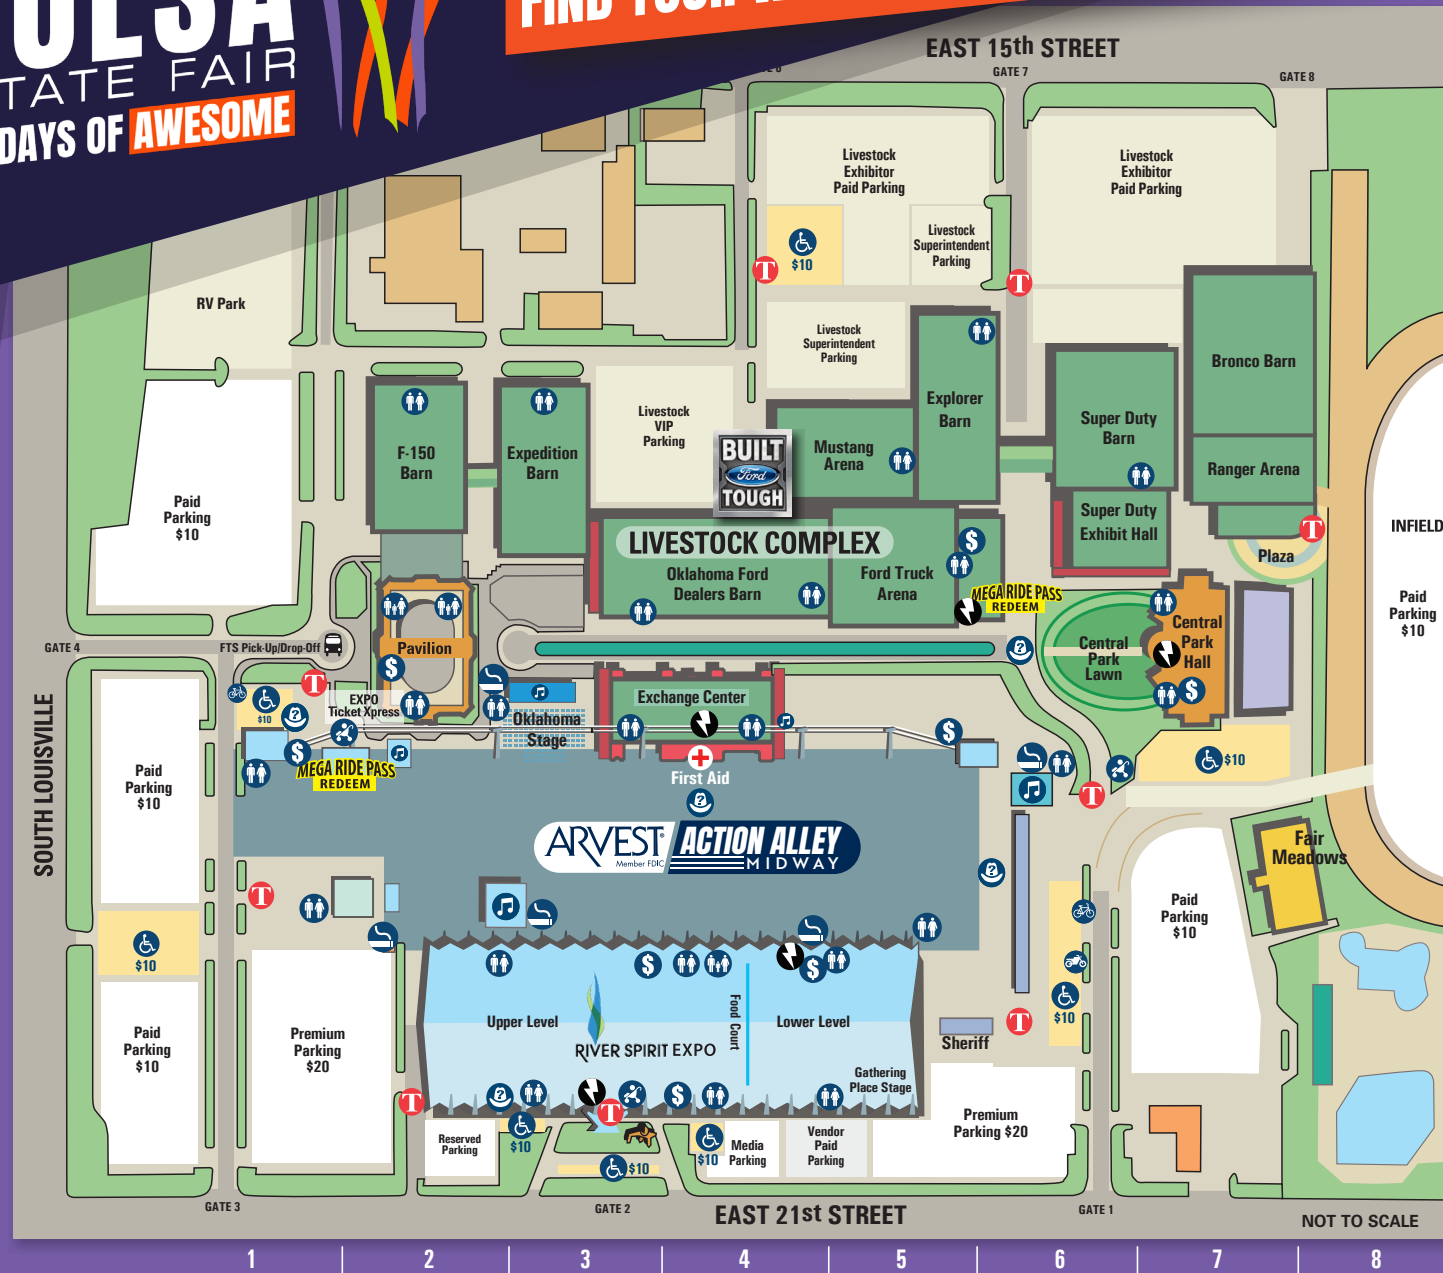 TATE FAIR
DAYS OF AWESOME
EAST 15th STREET
GATE 7
GATE 8
Livestock
Exhibitor
Paid Parking
Livestock
Exhibitor
Paid Parking
Livestock
Superintendent
Parking
$10
T
T
RV Park
Livestock
Superintendent
Parking
Bronco Barn
Explorer
Barn
Super Duty
Barn
Livestock
VIP
Parking
BUILT
Ford
TOUGH
Mustang
Arena
F-150
Barn
Expedition
Barn
Ranger Arena
Paid
Parking
$10
Super Duty
Exhibit Hall
T
INFIELD
Plaza
LIVESTOCK COMPLEX
$
Oklahoma Ford
Dealers Barn
Ford Truck
Arena
MEGA RIDE PASS
REDEEM
Paid
Parking
$10
Central
Park
Hall
Central
Park
Lawn
$
GATE 4
FTS Pick-Up/Drop-Off
Pavilion
$
T
EXPO
Ticket Xpress
$10
?
?
Exchange Center
Oklahoma
Stage
$
$
MEGA RIDE PASS
REDEEM
First Aid
?
$10
T
SOUTH LOUISVILLE
Paid
Parking
$10
ARVEST
Member FDIC
ACTION ALLEY
MIDWAY
Fair
Meadows
?
T
Paid
Parking
$10
$10
$
$
Food Court
Upper Level
Lower Level
RIVER SPIRIT EXPO
Gathering
Place Stage
$10
T
Sheriff
Paid
Parking
$10
Premium
Parking
$20
T
?
T
$
Premium
Parking $20
Reserved
Parking
$10
$10
$10
Media
Parking
Vendor
Paid
Parking
GATE 3
GATE 2
EAST 21st STREET
GATE 1
NOT TO SCALE
1 2 3 4 5 6 7 8